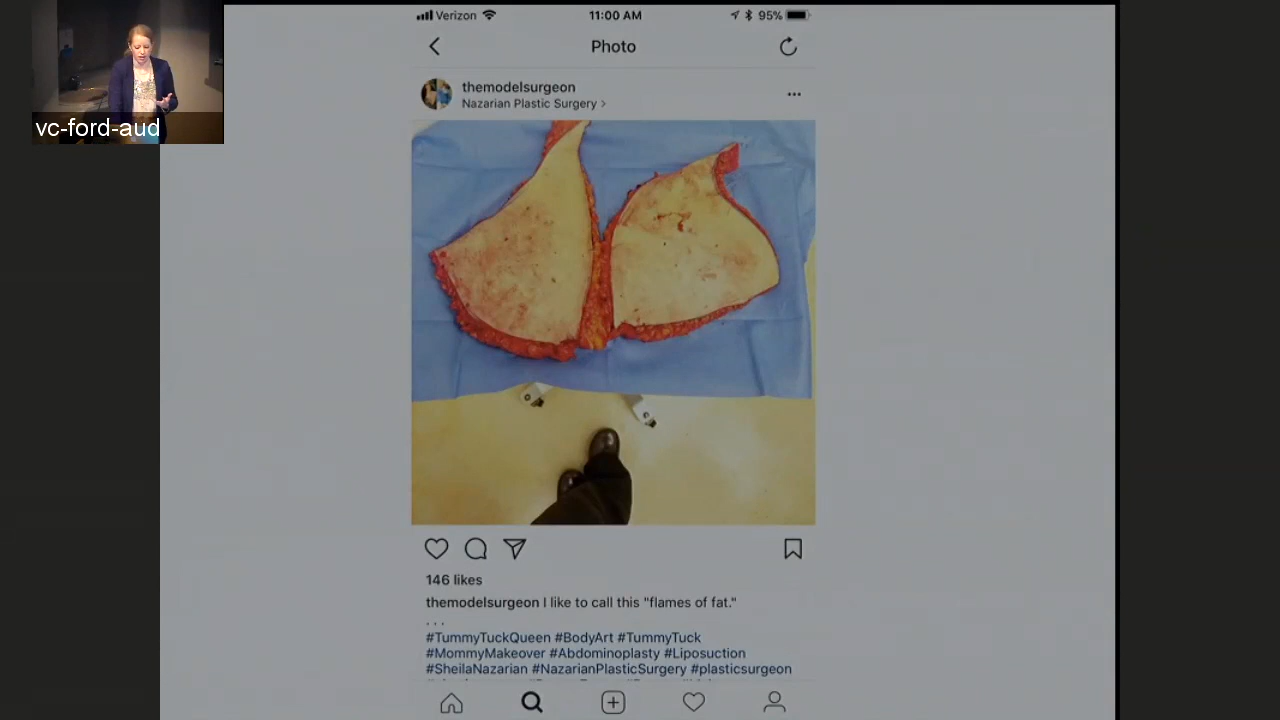 vc-ford-aud
Verizon 11:00 AM 95%
Photo
themodelsurgeon
Nazarian Plastic Surgery >
146 likes
themodelsurgeon I like to call this "flames of fat."
. . .
#TummyTuckQueen #BodyArt #TummyTuck
#MommyMakeover #Abdominoplasty #Liposuction
#SheilaNazarian #NazarianPlasticSurgery #plasticsurgeon